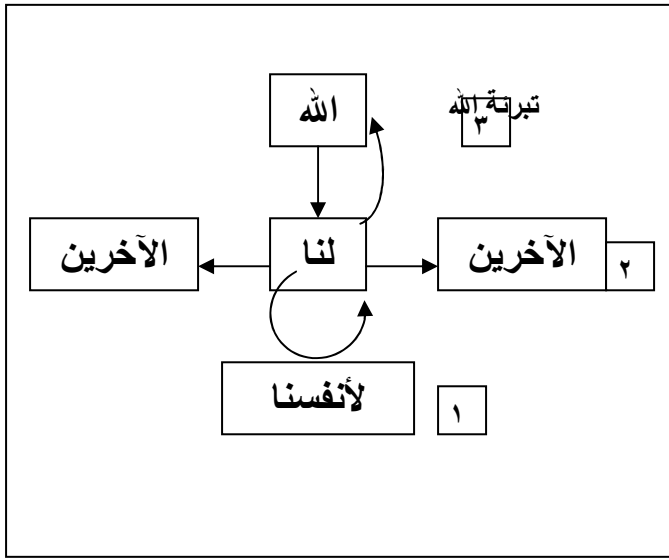 الله
تبرئة الله
٣
الآخرين
لنا
الآخرين
٢
لأنفسنا
١